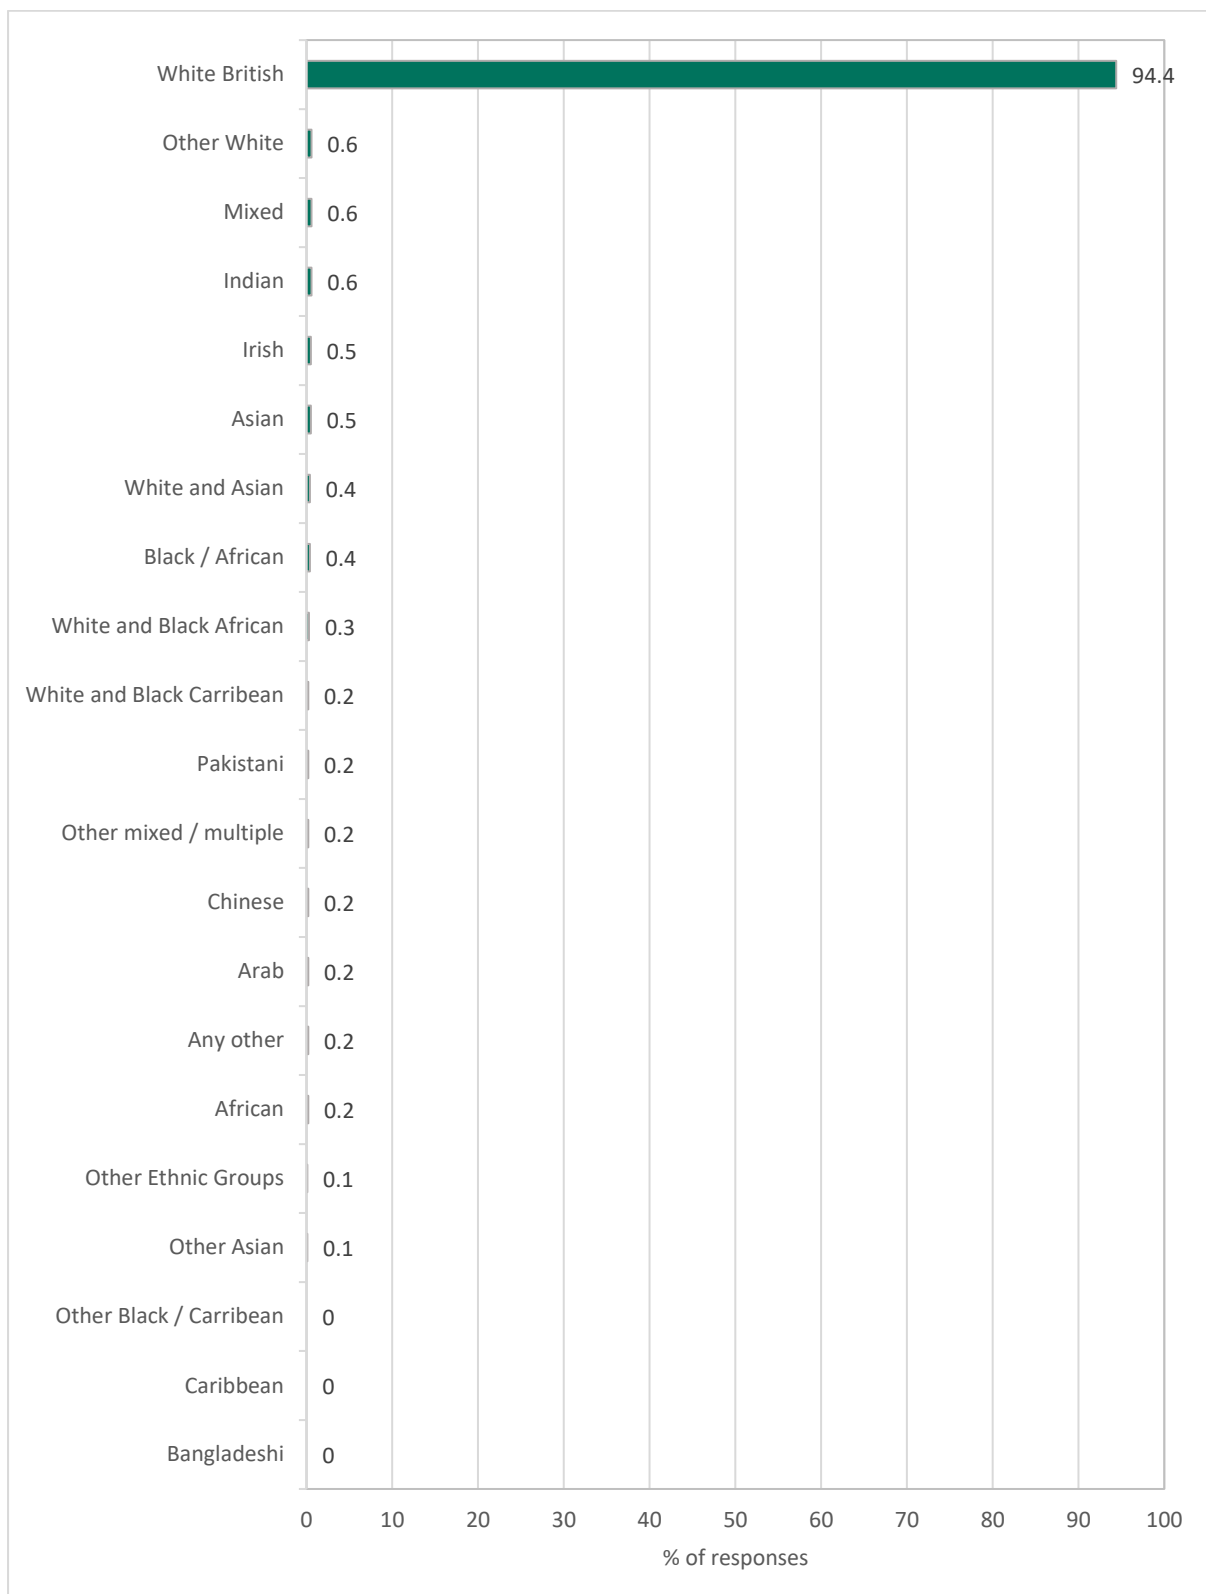 White British 94.4
Other White 0.6
Mixed 0.6
Indian 0.6
Irish 0.5
Asian 0.5
White and Asian 0.4
Black / African 0.4
White and Black African 0.3
White and Black Carribean 0.2
Pakistani 0.2
Other mixed / multiple 0.2
Chinese 0.2
Arab 0.2
Any other 0.2
African 0.2
Other Ethnic Groups 0.1
Other Asian 0.1
Other Black / Carribean 0
Caribbean 0
Bangladeshi 0
0 10 20 30 40 50 60 70 80 90 100
% of responses